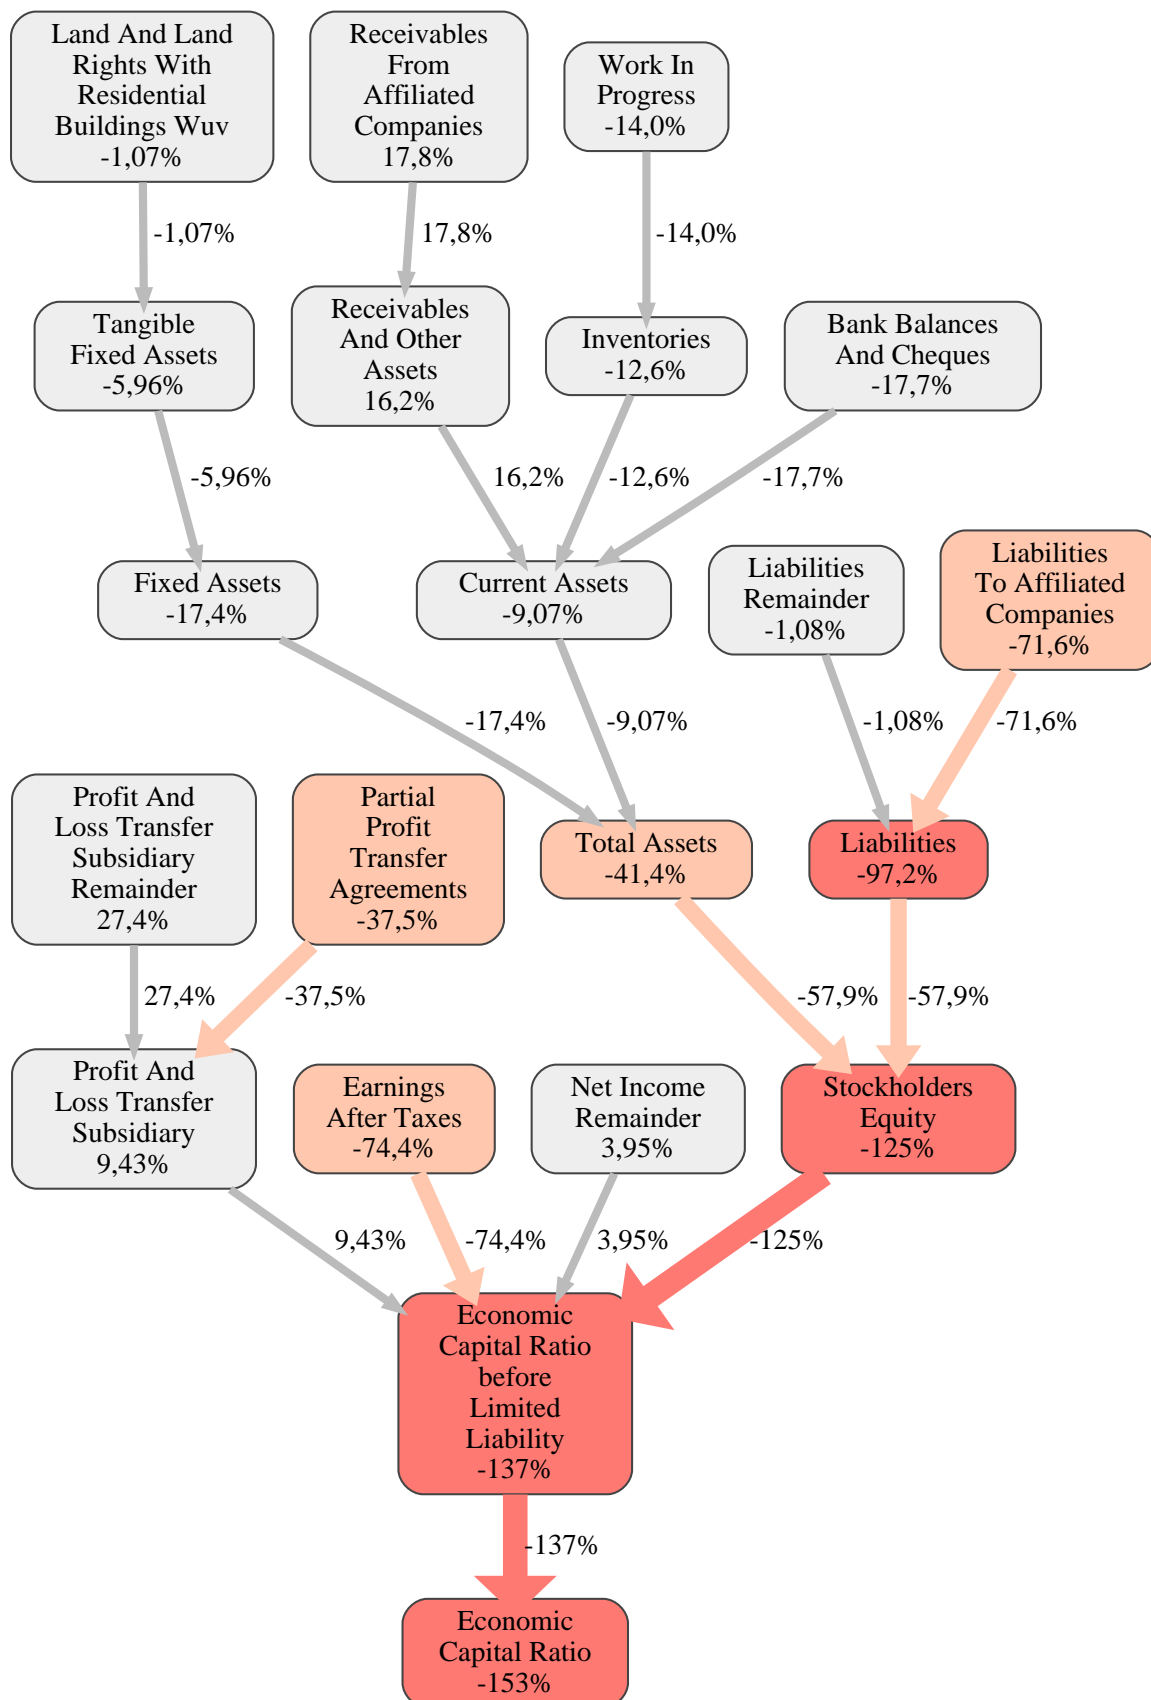 Land And Land
Rights With
Residential
Buildings Wuv
-1,07%
Receivables
From
Affiliated
Companies
17,8%
Work In
Progress
-14,0%
-1,07%
17,8%
-14,0%
Tangible
Fixed Assets
-5,96%
Receivables
And Other
Assets
16,2%
Inventories
-12,6%
Bank Balances
And Cheques
-17,7%
-5,96%
16,2%
-12,6%
-17,7%
Fixed Assets
-17,4%
Current Assets
-9,07%
Liabilities
Remainder
-1,08%
Liabilities
To Affiliated
Companies
-71,6%
-17,4%
-9,07%
-1,08%
-71,6%
Profit And
Loss Transfer
Subsidiary
Remainder
27,4%
Partial
Profit
Transfer
Agreements
-37,5%
Total Assets
-41,4%
Liabilities
-97,2%
27,4%
-37,5%
-57,9%
-57,9%
Profit And
Loss Transfer
Subsidiary
9,43%
Earnings
After Taxes
-74,4%
Net Income
Remainder
3,95%
Stockholders
Equity
-125%
9,43%
-74,4%
3,95%
-125%
Economic
Capital Ratio
before
Limited
Liability
-137%
-137%
Economic
Capital Ratio
-153%